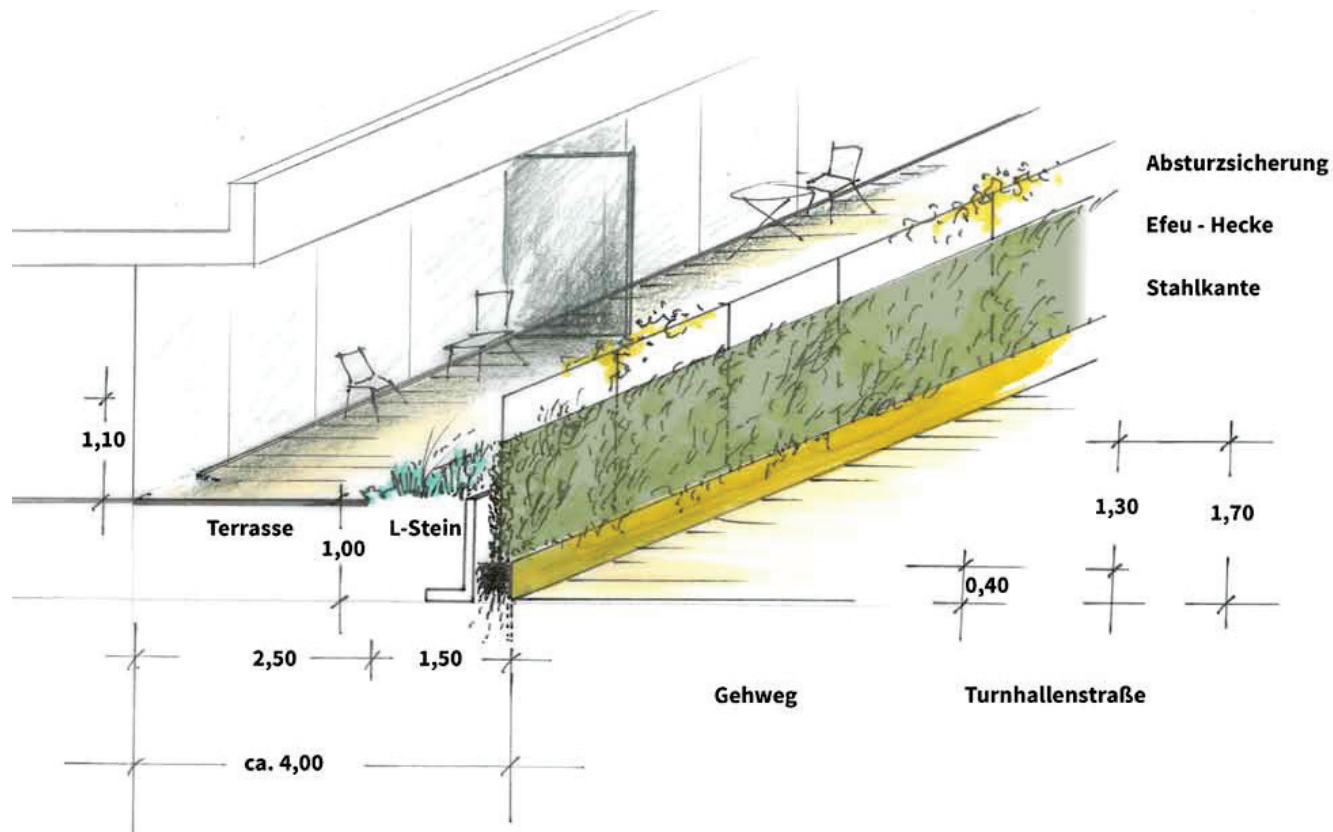 Absturzsicherung
Efeu - Hecke
Stahlkante
1,10
Terrasse
1,00
L-Stein
1,30
1,70
0,40
2,50
1,50
Gehweg
Turnhallenstraße
ca. 4,00